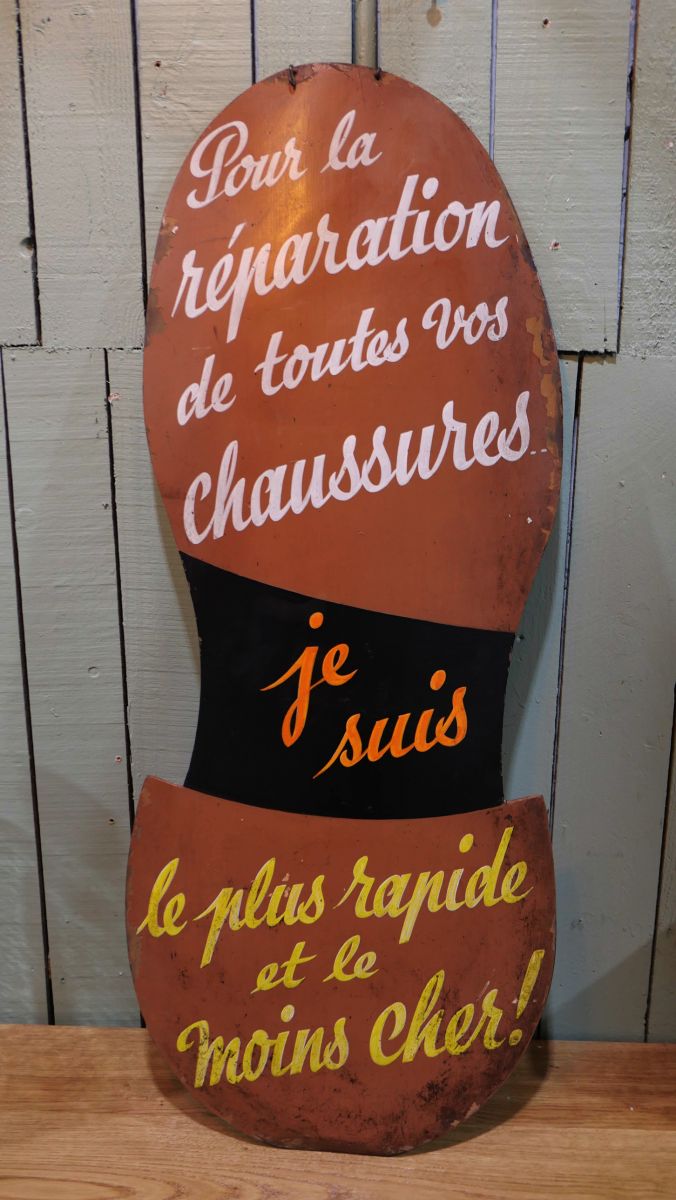 Pour la
réparation
de toutes vos
chaussures...
je
suis
le plus rapide
et le
moins cher!